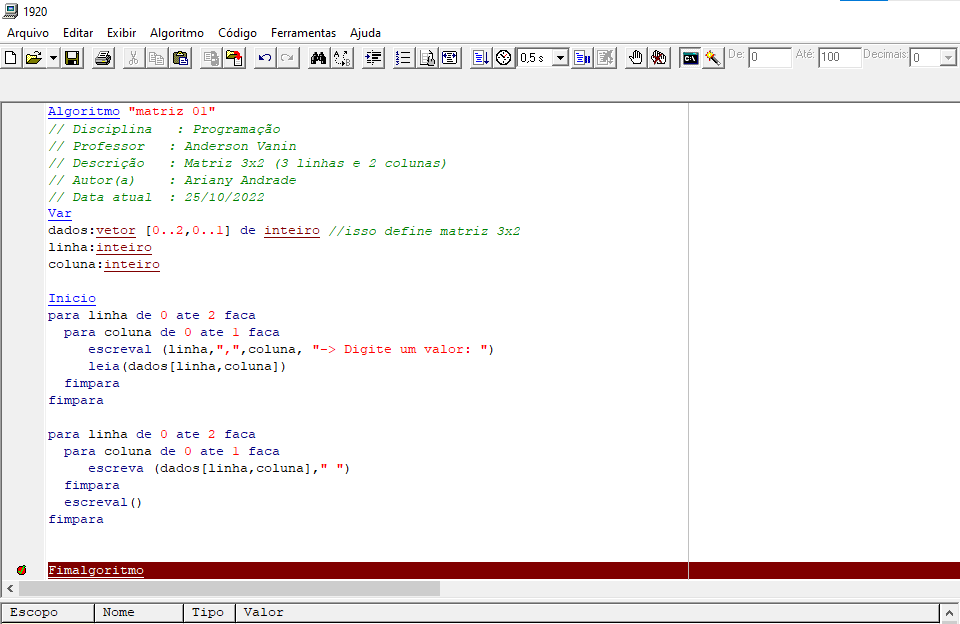 1920
Arquivo Editar Exibir Algoritmo Código Ferramentas Ajuda
0,5 s De: 0 Até: 100 Decimais: 0
Algoritmo "matriz 01"
// Disciplina   : Programação
// Professor   : Anderson Vanin
// Descrição   : Matriz 3x2 (3 linhas e 2 colunas)
// Autor(a)    : Ariany Andrade
// Data atual  : 25/10/2022
Var
dados:vetor [0..2,0..1] de inteiro //isso define matriz 3x2
linha:inteiro
coluna:inteiro
Inicio
para linha de 0 ate 2 faca
  para coluna de 0 ate 1 faca
     escreval (linha,",",coluna, "-> Digite um valor: ")
     leia(dados[linha,coluna])
  fimpara
fimpara
para linha de 0 ate 2 faca
  para coluna de 0 ate 1 faca
     escreva (dados[linha,coluna]," ")
  fimpara
  escreval()
fimpara
Fimalgoritmo
Escopo Nome Tipo Valor